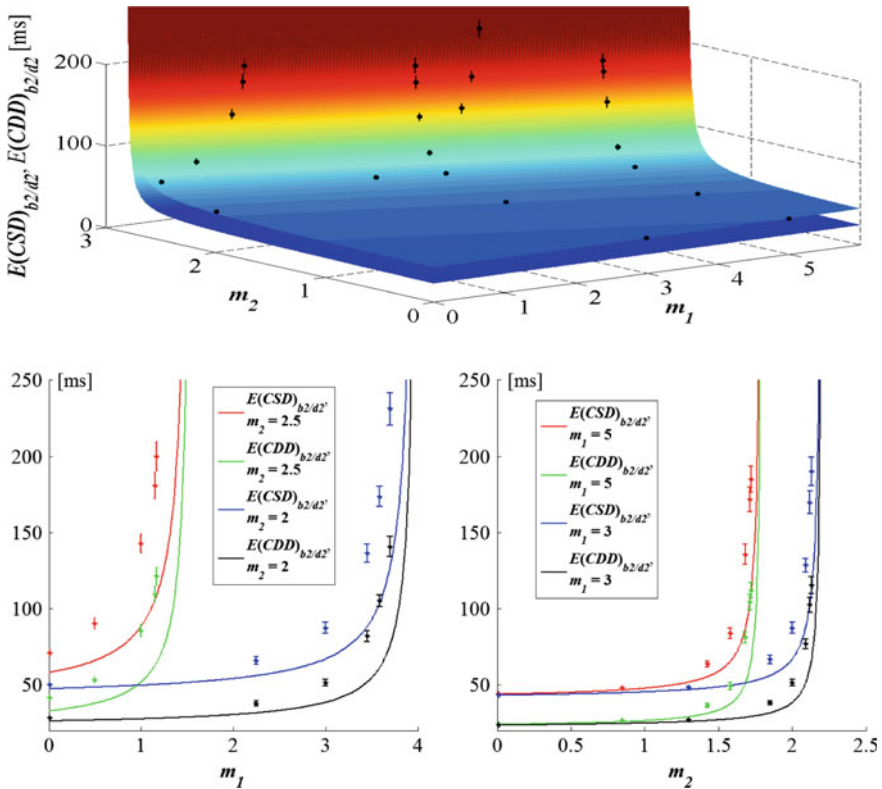 E(CSD)b2/d2, E(CDD)b2/d2 [ms]
200
100
0
3
2
1
0
m2
0
1
2
3
4
5
m1
[ms]
250
200
150
100
50
0
1
2
3
4
m1
E(CSD)b2/d2,
m2 = 2.5
E(CDD)b2/d2,
m2 = 2.5
E(CSD)b2/d2,
m2 = 2
E(CDD)b2/d2,
m2 = 2
[ms]
250
200
150
100
50
0
0.5
1
1.5
2
2.5
m2
E(CSD)b2/d2,
m1 = 5
E(CDD)b2/d2,
m1 = 5
E(CSD)b2/d2,
m1 = 3
E(CDD)b2/d2,
m1 = 3